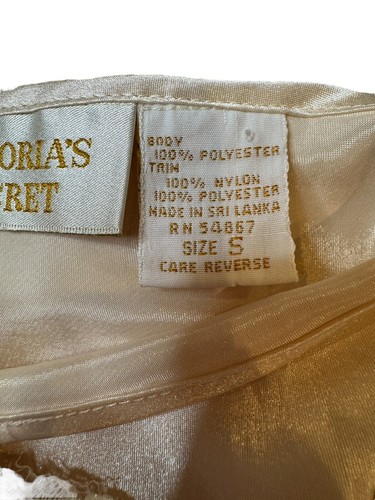 ORIA'S
CRET
BODY
100% POLYESTER
TRIM
100% NYLON
100% POLYESTER
MADE IN SRI LANKA
RN 54867
SIZE S
CARE REVERSE